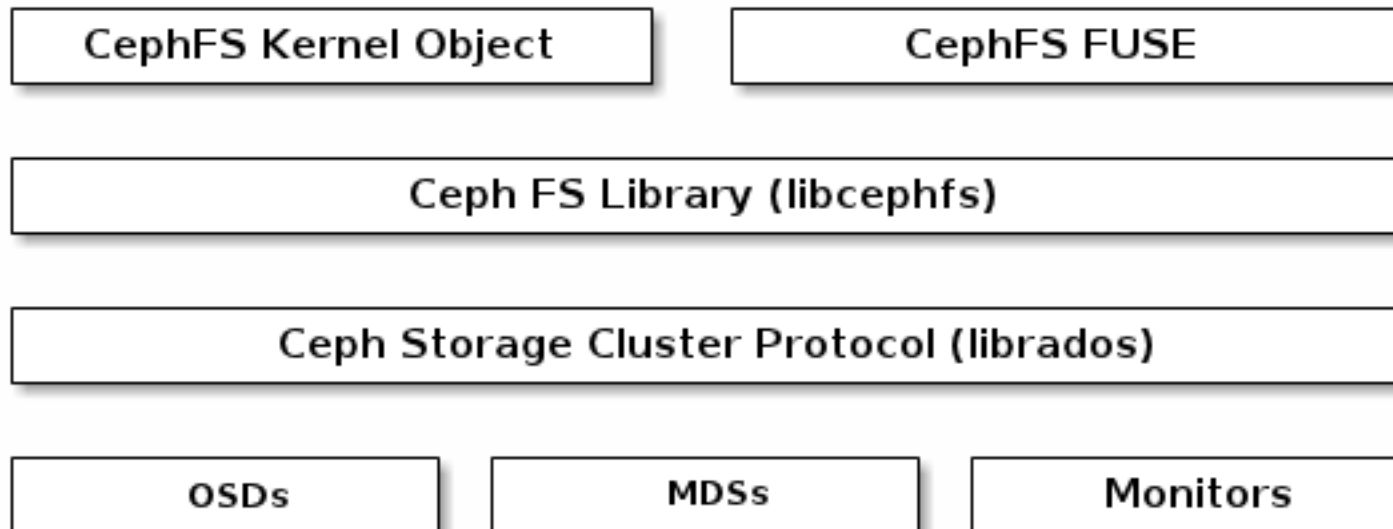 CephFS Kernel Object
CephFS FUSE
Ceph FS Library (libcephfs)
Ceph Storage Cluster Protocol (librados)
OSDs
MDSs
Monitors